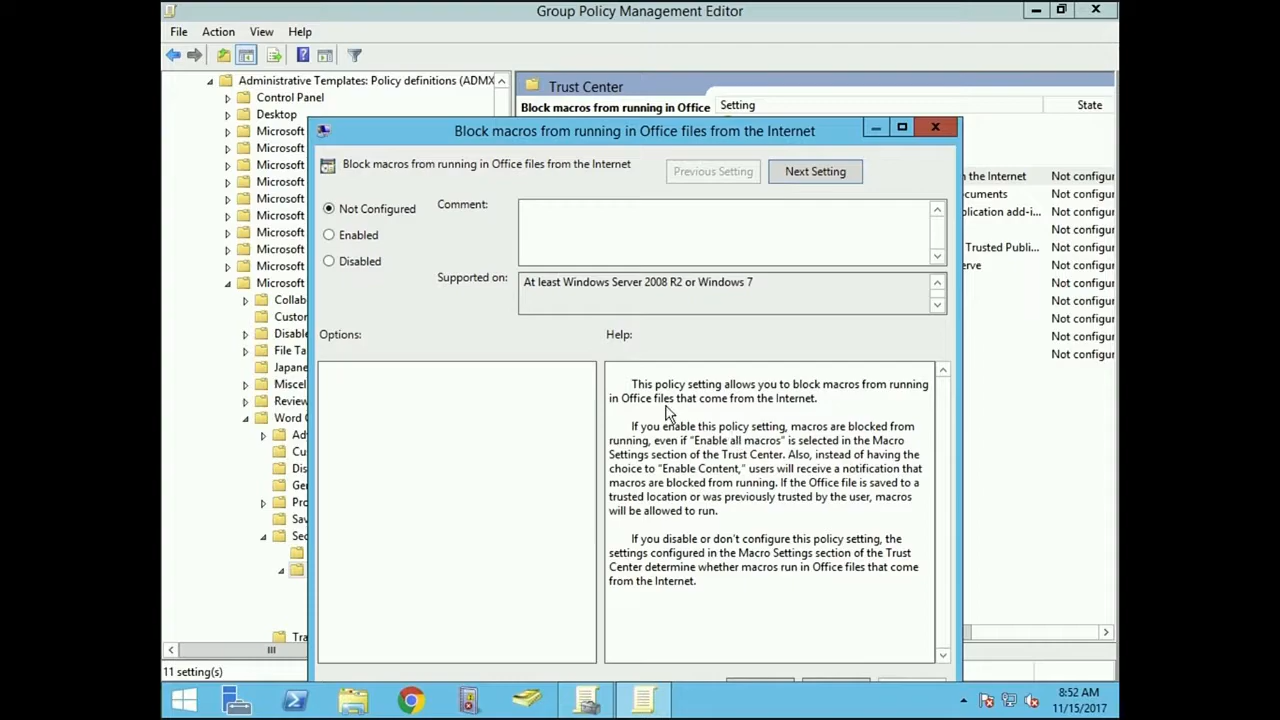 Group Policy Management Editor
File Action View Help
Administrative Templates: Policy definitions (ADMX
Control Panel
Desktop
Microsoft
Microsoft
Microsoft
Microsoft
Microsoft
Microsoft
Microsoft
Microsoft
Microsoft
Microsoft
Collab
Custor
Disable
File Ta
Japane
Miscel
Review
Word O
Ad
Cu
Dis
Ger
Pro
Sav
Sec
Tra
11 setting(s)
Trust Center
Block macros from running in Office
Setting State
the Internet Not configur
ocuments Not configur
plication add-i... Not configur
Not configur
Trusted Publi... Not configur
erve Not configur
Not configur
Not configur
Not configur
Not configur
Not configur
Block macros from running in Office files from the Internet
Block macros from running in Office files from the Internet
Previous Setting Next Setting
Not Configured
Enabled
Disabled
Comment:
Supported on:
At least Windows Server 2008 R2 or Windows 7
Options:
Help:
This policy setting allows you to block macros from running
in Office files that come from the Internet.
If you enable this policy setting, macros are blocked from
running, even if "Enable all macros" is selected in the Macro
Settings section of the Trust Center. Also, instead of having the
choice to "Enable Content," users will receive a notification that
macros are blocked from running. If the Office file is saved to a
trusted location or was previously trusted by the user, macros
will be allowed to run.
If you disable or don't configure this policy setting, the
settings configured in the Macro Settings section of the Trust
Center determine whether macros run in Office files that come
from the Internet.
8:52 AM
11/15/2017